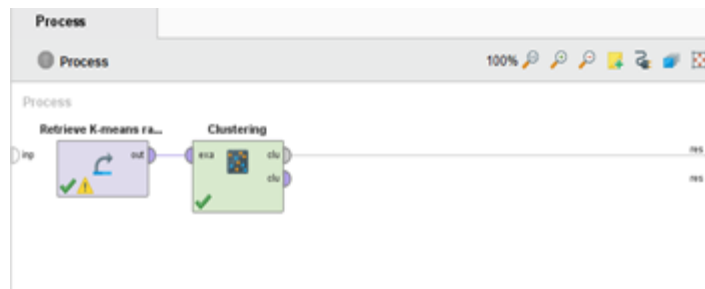 Process
Process
100%
Process
Retrieve K-means ra...
Clustering
inp
out
exa
clu
clu
res
res